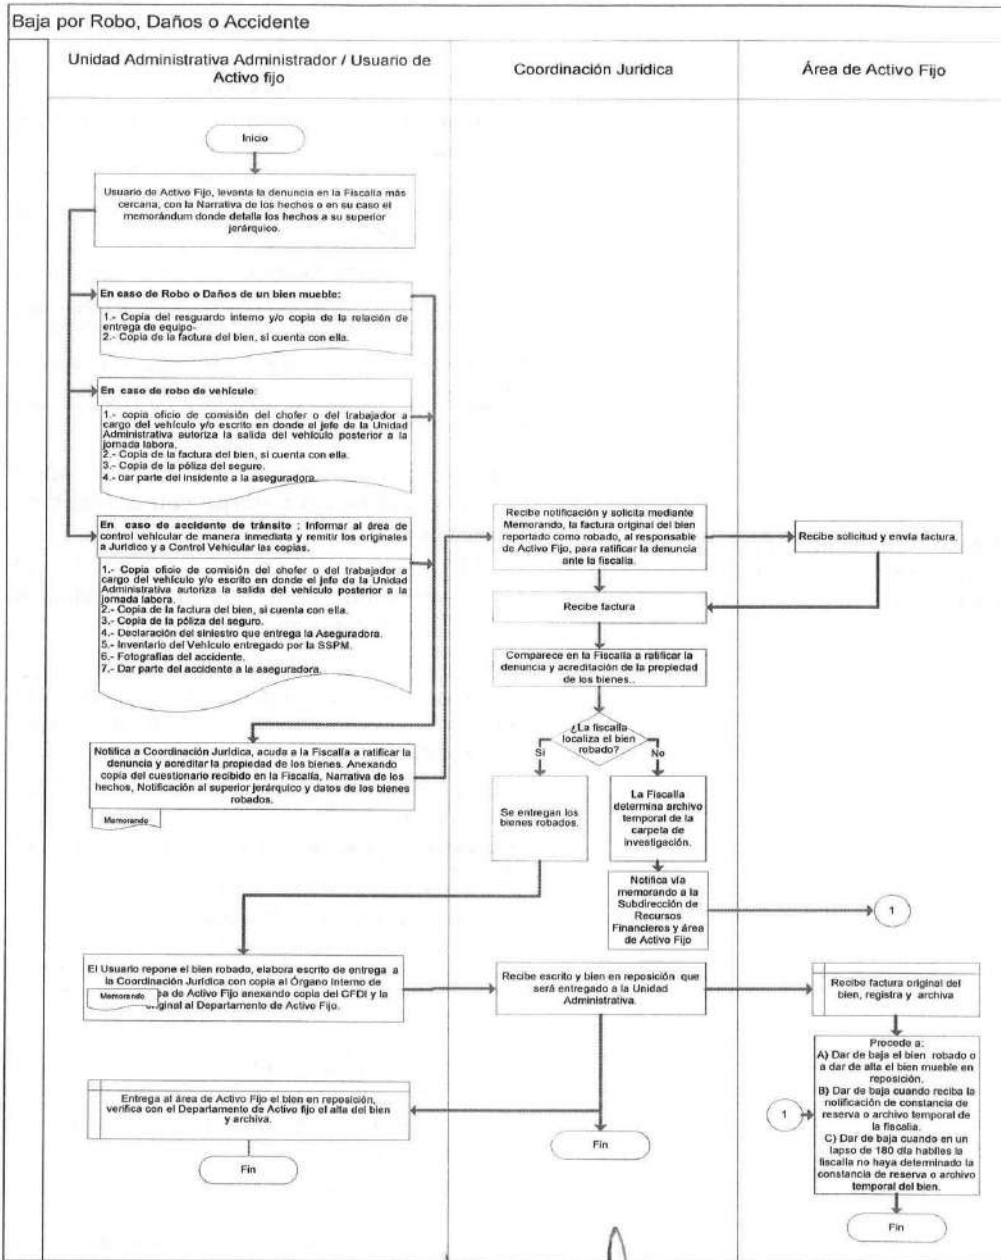 Baja por Robo, Daños o Accidente
Unidad Administrativa Administrador / Usuario de
Activo fijo
Coordinación Jurídica
Área de Activo Fijo
Inicio
Usuario de Activo Fijo, levanta la denuncia en la Fiscalía más
cercana, con la Narrativa de los hechos o en su caso el
memorándum donde detalla los hechos a su superior
jerárquico.
En caso de Robo o Daños de un bien mueble:
1.- Copia del resguardo interno y/o copia de la relación de
entrega de equipo-
2.- Copia de la factura del bien, si cuenta con ella.
En caso de robo de vehículo:
1.- copia oficio de comisión del chofer o del trabajador a
cargo del vehículo y/o escrito en donde el jefe de la Unidad
Administrativa autoriza la salida del vehículo posterior a la
jornada labora.
2.- Copia de la factura del bien, si cuenta con ella.
3.- Copia de la póliza del seguro.
4.- Dar parte del insidente a la aseguradora.
En caso de accidente de tránsito : Informar al área de
control vehicular de manera inmediata y remitir los originales
a Jurídico y a Control Vehicular las copias.
1.- Copia oficio de comisión del chofer o del trabajador a
cargo del vehículo y/o escrito en donde el jefe de la Unidad
Administrativa autoriza la salida del vehículo posterior a la
jornada labora.
2.- Copia de la factura del bien, si cuenta con ella.
3.- Copia de la póliza del seguro.
4.- Declaración del siniestro que entrega la Aseguradora.
5.- Inventario del Vehículo entregado por la SSPM.
6.- Fotografías del accidente.
7.- Dar parte del accidente a la aseguradora.
Notifica a Coordinación Jurídica, acuda a la Fiscalía a ratificar la
denuncia y acreditar la propiedad de los bienes. Anexando
copia del cuestionario recibido en la Fiscalía, Narrativa de los
hechos, Notificación al superior jerárquico y datos de los bienes
robados.
Memorando
Recibe notificación y solicita mediante
Memorando, la factura original del bien
reportado como robado, al responsable
de Activo Fijo, para ratificar la denuncia
ante la fiscalía.
Recibe solicitud y envía factura.
Recibe factura
Comparece en la Fiscalía a ratificar la
denuncia y acreditación de la propiedad
de los bienes..
¿La fiscalía
localiza el bien
robado?
Si
No
Se entregan los
bienes robados.
La Fiscalía
determina archivo
temporal de la
carpeta de
investigación.
Notifica vía
memorando a la
Subdirección de
Recursos
Financieros y área
de Activo Fijo
1
El Usuario repone el bien robado, elabora escrito de entrega a
la Coordinación Jurídica con copia al Órgano Interno de
Memorando
de Activo Fijo anexando copia del CFDI y la
original al Departamento de Activo Fijo.
Recibe escrito y bien en reposición que
será entregado a la Unidad
Administrativa.
Recibe factura original del
bien, registra y archiva
Procede a:
A) Dar de baja el bien robado o
a dar de alta el bien mueble en
reposición.
B) Dar de baja cuando reciba la
notificación de constancia de
reserva o archivo temporal de
la fiscalía.
C) Dar de baja cuando en un
lapso de 180 día habiles la
fiscalía no haya determinado la
constancia de reserva o archivo
temporal del bien.
1
Entrega al área de Activo Fijo el bien en reposición,
verifica con el Departamento de Activo fijo el alta del bien
y archiva.
Fin
Fin
Fin